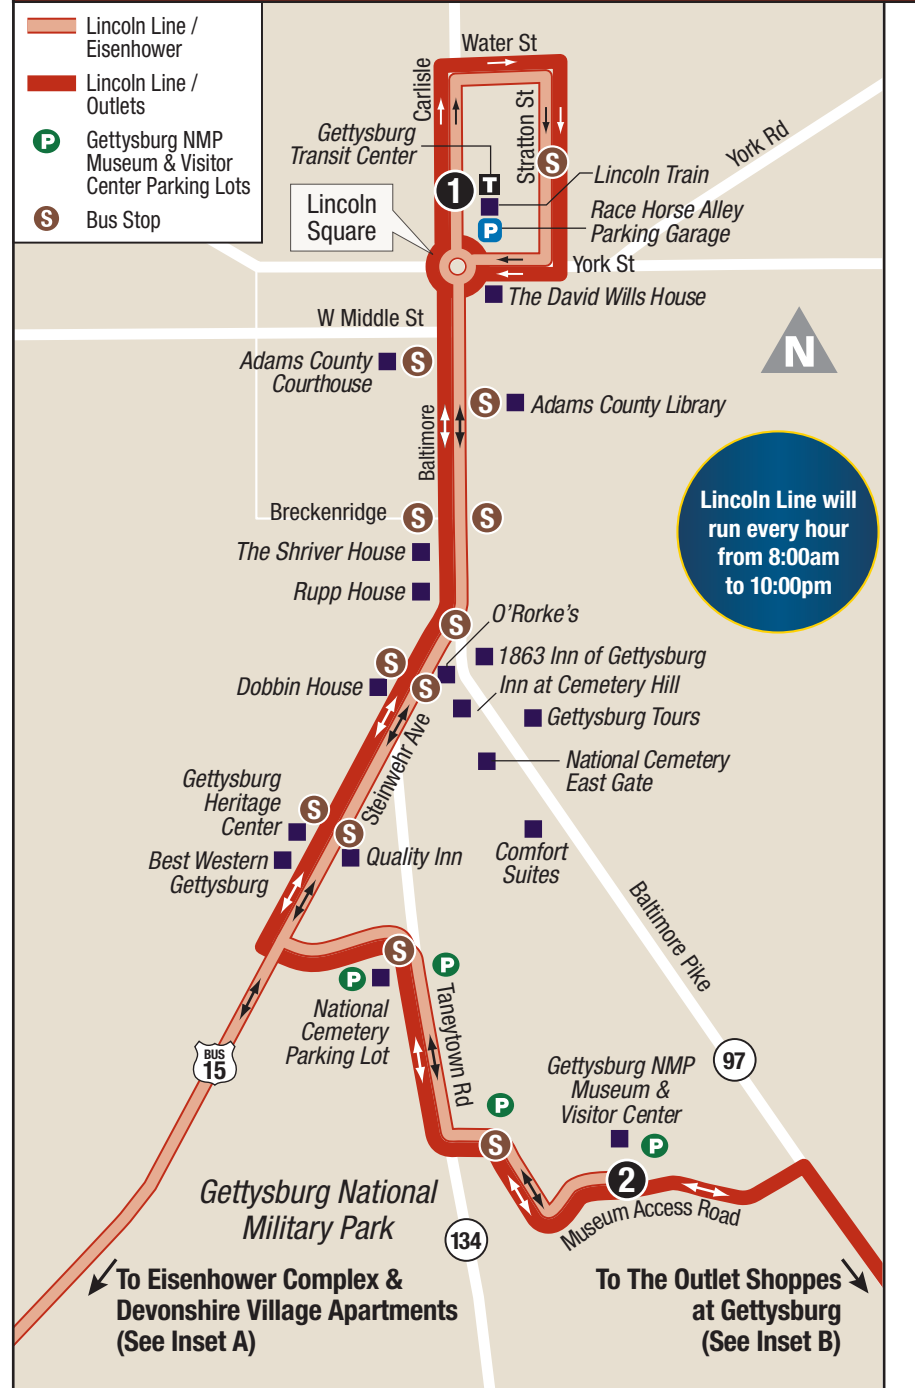 Lincoln Line /
Eisenhower
Lincoln Line /
Outlets
P
Gettysburg NMP
Museum & Visitor
Center Parking Lots
S
Bus Stop
Water St
Carlisle
Stratton St
York Rd
Gettysburg
Transit Center
1
T
S
Lincoln Train
P
Race Horse Alley
Parking Garage
Lincoln
Square
York St
The David Wills House
W Middle St
N
Adams County
Courthouse
S
S
Adams County Library
Baltimore
Lincoln Line will
run every hour
from 8:00am
to 10:00pm
Breckenridge
S
S
The Shriver House
Rupp House
S
O'Rorke's
1863 Inn of Gettysburg
S
Dobbin House
S
Inn at Cemetery Hill
Gettysburg Tours
Steinwehr Ave
National Cemetery
East Gate
Gettysburg
Heritage
Center
S
S
Best Western
Gettysburg
Quality Inn
Comfort
Suites
Baltimore Pike
S
P
P
National
Cemetery
Parking Lot
Taneytown Rd
BUS
15
97
Gettysburg NMP
Museum &
Visitor Center
P
S
P
2
Museum Access Road
Gettysburg National
Military Park
134
To Eisenhower Complex &
Devonshire Village Apartments
(See Inset A)
To The Outlet Shoppes
at Gettysburg
(See Inset B)